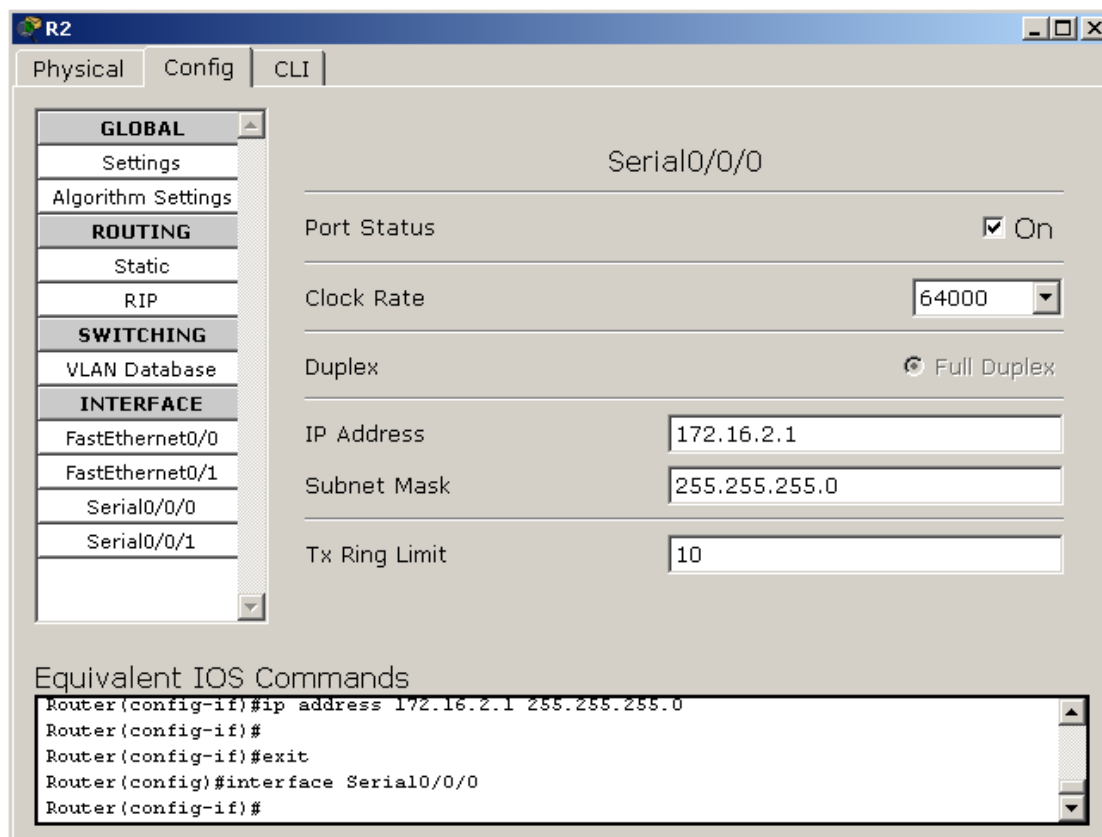 R2
Physical Config CLI
GLOBAL
Settings
Algorithm Settings
ROUTING
Static
RIP
SWITCHING
VLAN Database
INTERFACE
FastEthernet0/0
FastEthernet0/1
Serial0/0/0
Serial0/0/1
Serial0/0/0
Port Status On
Clock Rate 64000
Duplex Full Duplex
IP Address 172.16.2.1
Subnet Mask 255.255.255.0
Tx Ring Limit 10
Equivalent IOS Commands
Router(config-if)#ip address 172.16.2.1 255.255.255.0
Router(config-if)#
Router(config-if)#exit
Router(config)#interface Serial0/0/0
Router(config-if)#